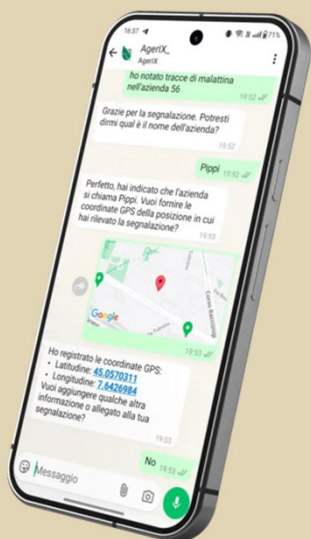 16:37
71%
AgerIX_
AgerIX
ho notato tracce di malattina
nell'azienda 56
19:52
Grazie per la segnalazione. Potresti
dirmi qual è il nome dell'azienda?
19:52
Pippi
19:52
Perfetto, hai indicato che l'azienda
si chiama Pippi. Vuoi fornire le
coordinate GPS della posizione in cui
hai rilevato la segnalazione?
19:53
Google
19:53
Ho registrato le coordinate GPS:
• Latitudine: 45.0570311
• Longitudine: 7.6426984
Vuoi aggiungere qualche altra
informazione o allegato alla tua
segnalazione?
19:53
No
19:53
Messaggio